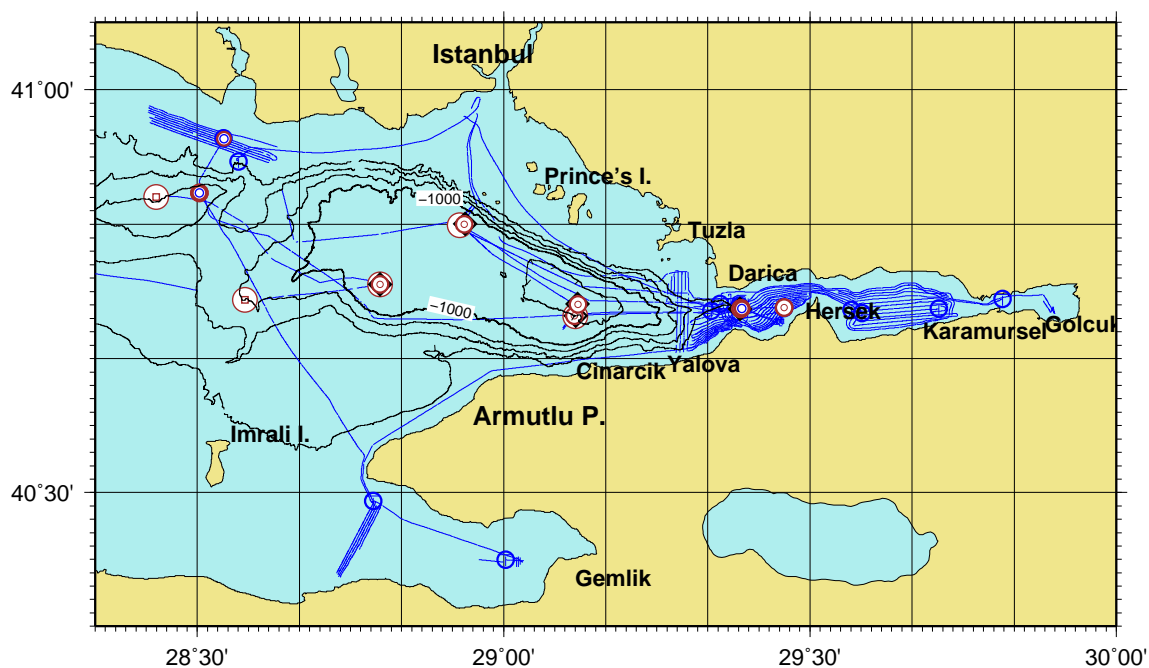 Istanbul
41°00'
Prince's I.
−1000
Tuzla
Darica
−1000
Hersek
Golcuk
Karamursel
Yalova
Cinarcik
Armutlu P.
Imrali I.
40°30'
Gemlik
28°30'
29°00'
29°30'
30°00'